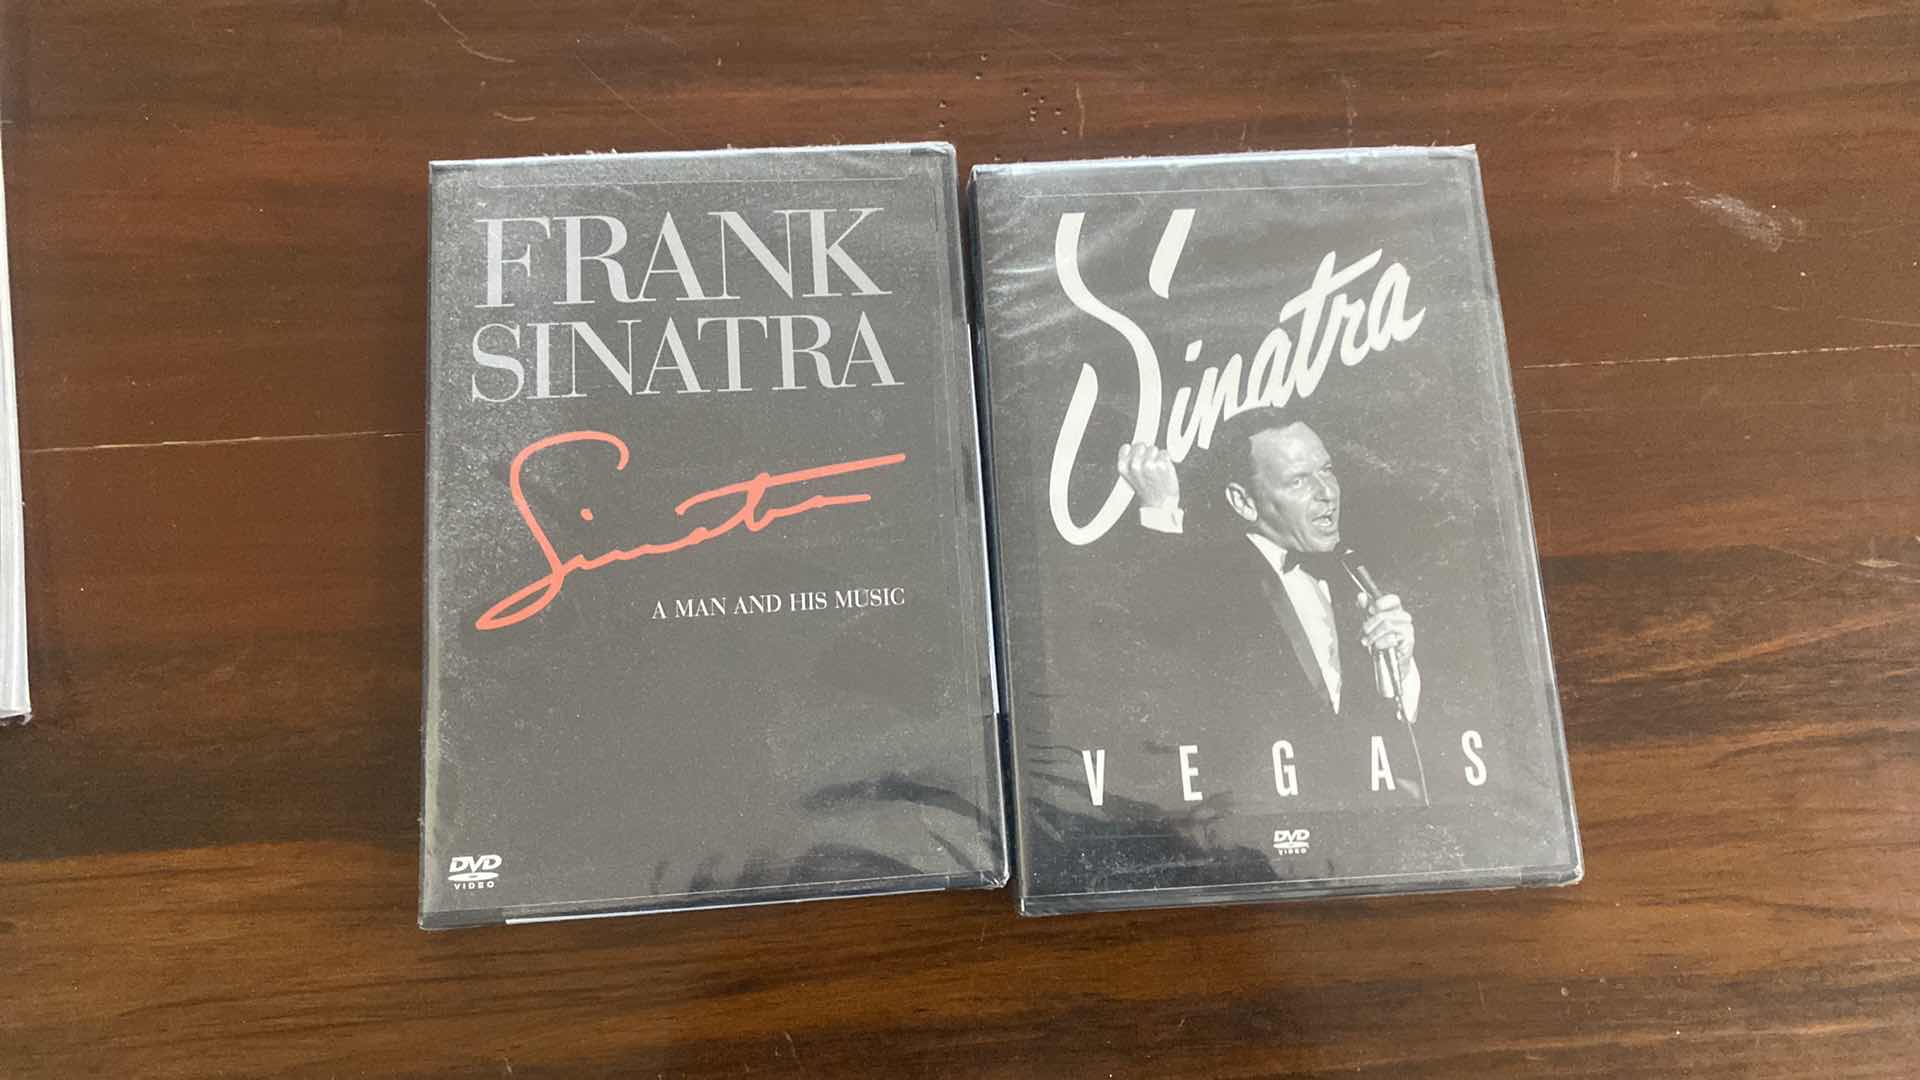 FRANK
SINATRA
Sinatra
A MAN AND HIS MUSIC
DVD
VIDEO
Sinatra
VEGAS
DVD
VIDEO